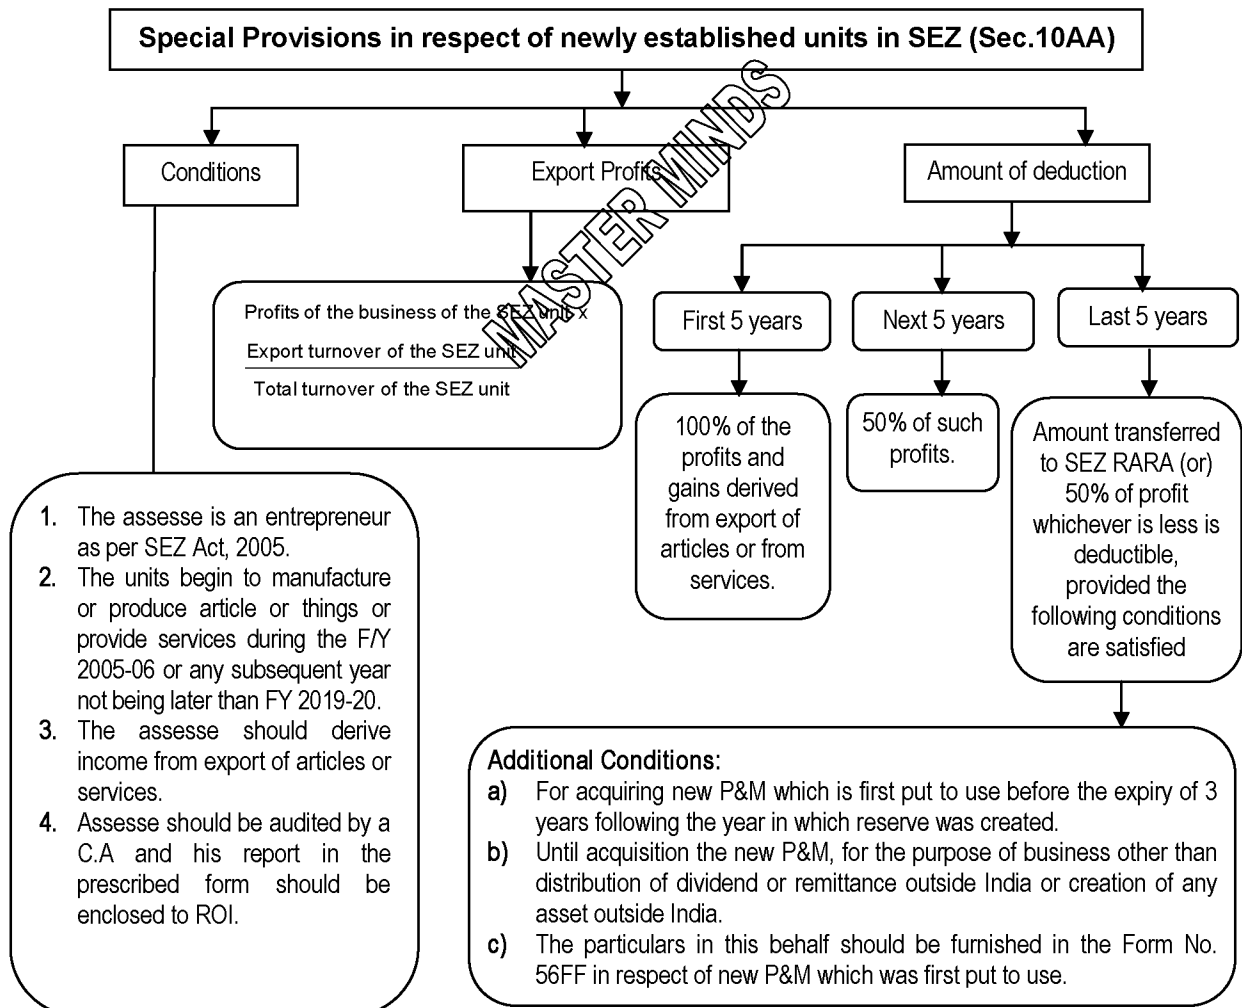 Special Provisions in respect of newly established units in SEZ (Sec.10AA)
MASTER MINDS
Conditions
Export Profits
Amount of deduction
Profits of the business of the SEZ unit x
Export turnover of the SEZ unit
Total turnover of the SEZ unit
First 5 years
Next 5 years
Last 5 years
100% of the
profits and
gains derived
from export of
articles or from
services.
50% of such
profits.
Amount transferred
to SEZ RARA (or)
50% of profit
whichever is less is
deductible,
provided the
following conditions
are satisfied
1. The assesse is an entrepreneur
as per SEZ Act, 2005.
2. The units begin to manufacture
or produce article or things or
provide services during the F/Y
2005-06 or any subsequent year
not being later than FY 2019-20.
3. The assesse should derive
income from export of articles or
services.
4. Assesse should be audited by a
C.A and his report in the
prescribed form should be
enclosed to ROI.
Additional Conditions:
a) For acquiring new P&M which is first put to use before the expiry of 3
years following the year in which reserve was created.
b) Until acquisition the new P&M, for the purpose of business other than
distribution of dividend or remittance outside India or creation of any
asset outside India.
c) The particulars in this behalf should be furnished in the Form No.
56FF in respect of new P&M which was first put to use.